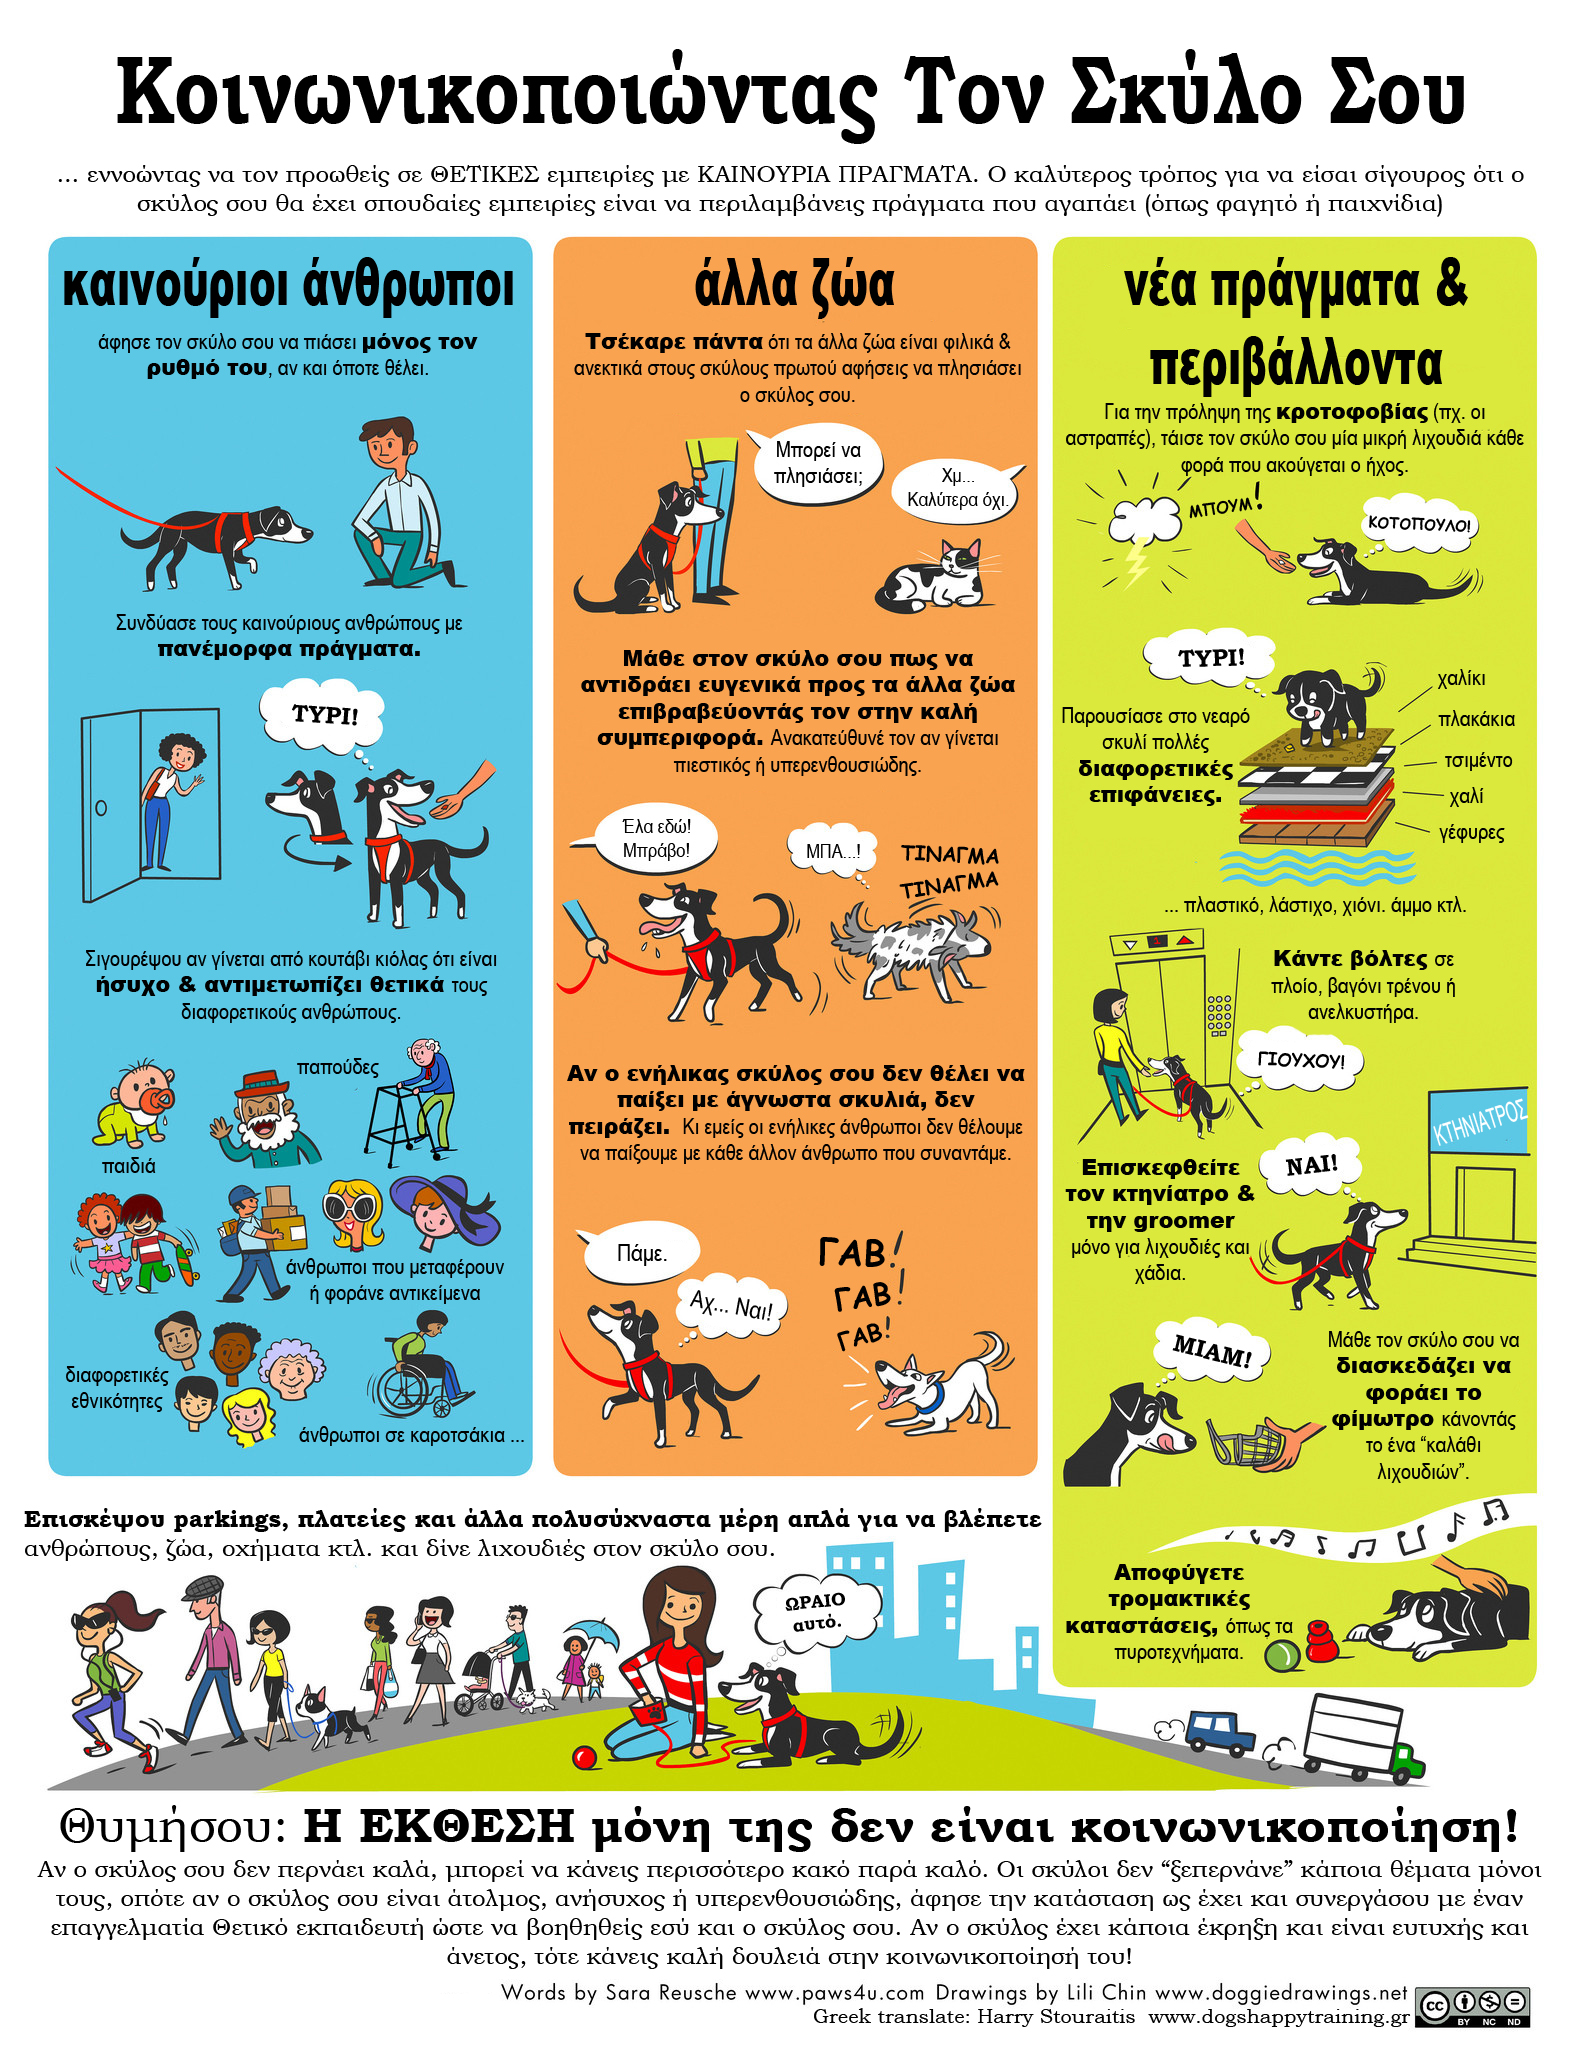 Κοινωνικοποιώντας Τον Σκύλο Σου
... εννοώντας να τον προωθείς σε ΘΕΤΙΚΕΣ εμπειρίες με ΚΑΙΝΟΥΡΙΑ ΠΡΑΓΜΑΤΑ. Ο καλύτερος τρόπος για να είσαι σίγουρος ότι ο
σκύλος σου θα έχει σπουδαίες εμπειρίες είναι να περιλαμβάνεις πράγματα που αγαπάει (όπως φαγητό ή παιχνίδια)
καινούριοι άνθρωποι
άφησε τον σκύλο σου να πιάσει μόνος τον
ρυθμό του, αν και όποτε θέλει.
Συνδύασε τους καινούριους ανθρώπους με
πανέμορφα πράγματα.
ΤΥΡΙ!
Σιγουρέψου αν γίνεται από κουτάβι κιόλας ότι είναι
ήσυχο & αντιμετωπίζει θετικά τους
διαφορετικούς ανθρώπους.
παπούδες
παιδιά
άνθρωποι που μεταφέρουν
ή φοράνε αντικείμενα
διαφορετικές
εθνικότητες
άνθρωποι σε καροτσάκια ...
άλλα ζώα
Τσέκαρε πάντα ότι τα άλλα ζώα είναι φιλικά &
ανεκτικά στους σκύλους πρωτού αφήσεις να πλησιάσει
ο σκύλος σου.
Μπορεί να
πλησιάσει;
Χμ...
Καλύτερα όχι.
Μάθε στον σκύλο σου πως να
αντιδράει ευγενικά προς τα άλλα ζώα
επιβραβεύοντάς τον στην καλή
συμπεριφορά. Ανακατεύθυνέ τον αν γίνεται
πιεστικός ή υπερενθουσιώδης.
Έλα εδώ!
Μπράβο!
ΜΠΑ...!
ΤΙΝΑΓΜΑ
ΤΙΝΑΓΜΑ
Αν ο ενήλικας σκύλος σου δεν θέλει να
παίξει με άγνωστα σκυλιά, δεν
πειράζει. Κι εμείς οι ενήλικες άνθρωποι δεν θέλουμε
να παίξουμε με κάθε άλλον άνθρωπο που συναντάμε.
Πάμε.
Αχ... Ναι!
ΓΑΒ!
ΓΑΒ!
ΓΑΒ!
νέα πράγματα &
περιβάλλοντα
Για την πρόληψη της κροτοφοβίας (πχ. οι
αστραπές), τάισε τον σκύλο σου μία μικρή λιχουδιά κάθε
φορά που ακούγεται ο ήχος.
ΜΠΟΥΜ!
ΚΟΤΟΠΟΥΛΟ!
ΤΥΡΙ!
Παρουσίασε στο νεαρό
σκυλί πολλές
διαφορετικές
επιφάνειες.
χαλίκι
πλακάκια
τσιμέντο
χαλί
γέφυρες
... πλαστικό, λάστιχο, χιόνι. άμμο κτλ.
Κάντε βόλτες σε
πλοίο, βαγόνι τρένου ή
ανελκυστήρα.
1
ΓΙΟΥΧΟΥ!
ΚΤΗΝΙΑΤΡΟΣ
Επισκεφθείτε
τον κτηνίατρο &
την groomer
μόνο για λιχουδιές και
χάδια.
ΝΑΙ!
ΜΙΑΜ!
Μάθε τον σκύλο σου να
διασκεδάζει να
φοράει το
φίμωτρο κάνοντάς
το ένα “καλάθι
λιχουδιών”.
Αποφύγετε
τρομακτικές
καταστάσεις, όπως τα
πυροτεχνήματα.
Επισκέψου parkings, πλατείες και άλλα πολυσύχναστα μέρη απλά για να βλέπετε
ανθρώπους, ζώα, οχήματα κτλ. και δίνε λιχουδιές στον σκύλο σου.
ΩΡΑΙΟ
αυτό.
Θυμήσου: Η ΕΚΘΕΣΗ μόνη της δεν είναι κοινωνικοποίηση!
Αν ο σκύλος σου δεν περνάει καλά, μπορεί να κάνεις περισσότερο κακό παρά καλό. Οι σκύλοι δεν “ξεπερνάνε” κάποια θέματα μόνοι
τους, οπότε αν ο σκύλος σου είναι άτολμος, ανήσυχος ή υπερενθουσιώδης, άφησε την κατάσταση ως έχει και συνεργάσου με έναν
επαγγελματία Θετικό εκπαιδευτή ώστε να βοηθηθείς εσύ και ο σκύλος σου. Αν ο σκύλος έχει κάποια έκρηξη και είναι ευτυχής και
άνετος, τότε κάνεις καλή δουλειά στην κοινωνικοποίησή του!
Words by Sara Reusche www.paws4u.com Drawings by Lili Chin www.doggiedrawings.net
Greek translate: Harry Stouraitis www.dogshappytraining.gr
cc BY NC ND